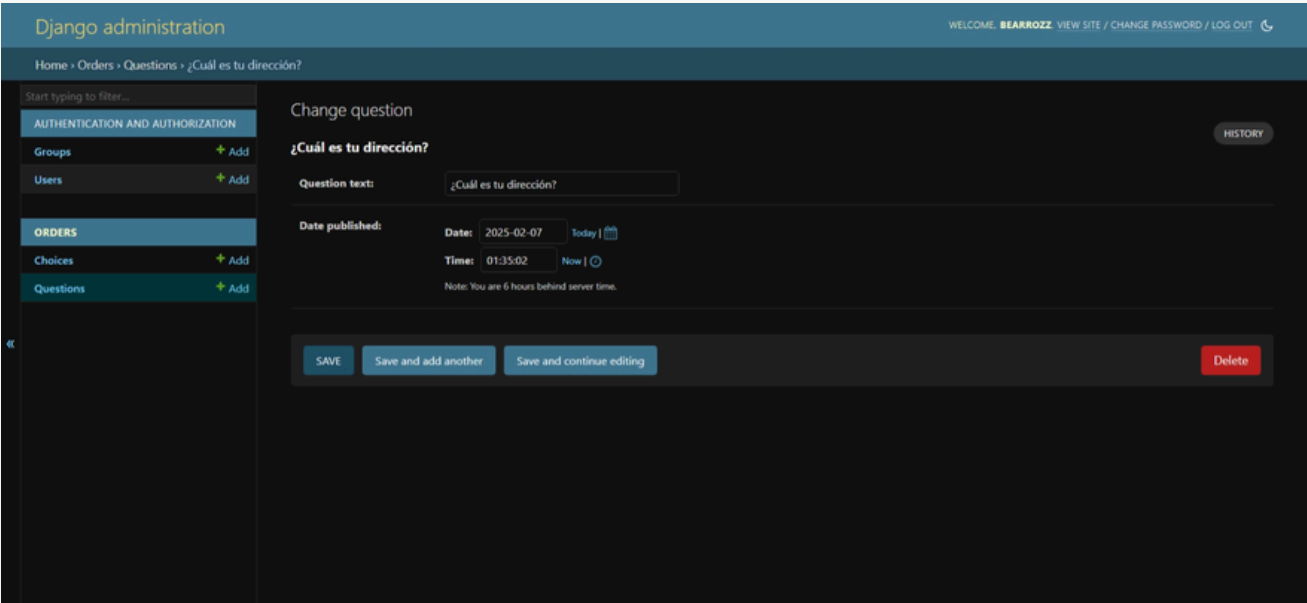 Django administration
WELCOME, BEARROZZ. VIEW SITE / CHANGE PASSWORD / LOG OUT
Home › Orders › Questions › ¿Cuál es tu dirección?
Start typing to filter...
AUTHENTICATION AND AUTHORIZATION
Groups + Add
Users + Add
ORDERS
Choices + Add
Questions + Add
«
Change question
HISTORY
¿Cuál es tu dirección?
Question text: ¿Cuál es tu dirección?
Date published:
Date: 2025-02-07 Today |
Time: 01:35:02 Now |
Note: You are 6 hours behind server time.
SAVE Save and add another Save and continue editing Delete